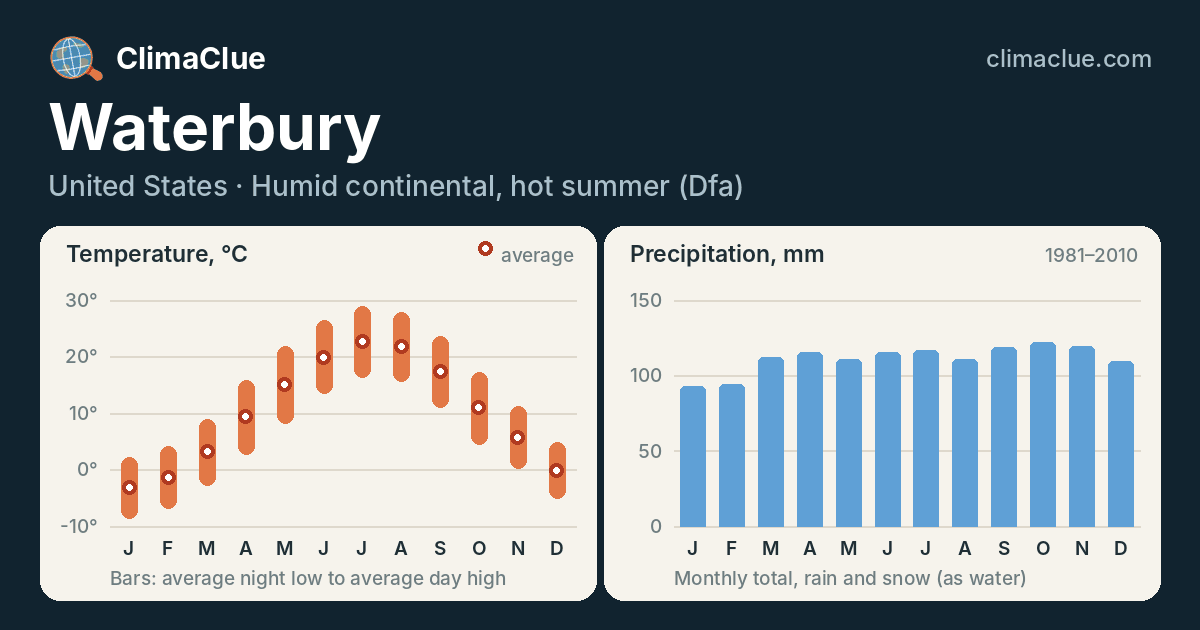 ClimaClue
climaclue.com
Waterbury
United States · Humid continental, hot summer (Dfa)
Temperature, °C
average
30°
20°
10°
0°
-10°
J F M A M J J A S O N D
Bars: average night low to average day high
Precipitation, mm
1981–2010
150
100
50
0
J F M A M J J A S O N D
Monthly total, rain and snow (as water)